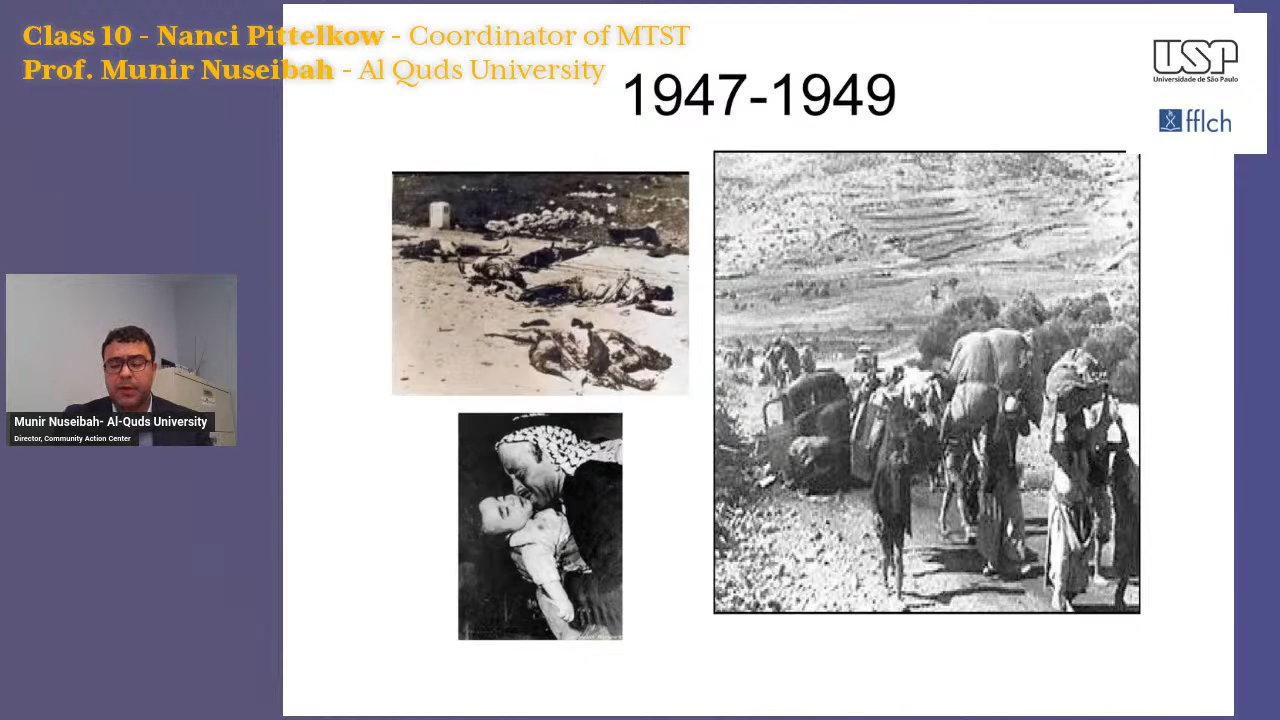 Class 10 - Nanci Pittelkow - Coordinator of MTST
Prof. Munir Nuseibah - Al Quds University
1947-1949
USP
Universidade de São Paulo
fflch
Munir Nuseibah- Al-Quds University
Director, Community Action Center